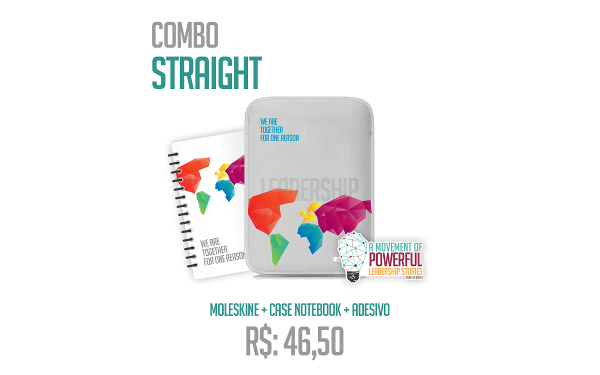 COMBO
STRAIGHT
WE ARE
TOGETHER
FOR ONE REASON
LEADERSHIP
WE ARE
TOGETHER
FOR ONE REASON
A MOVEMENT OF
POWERFUL
LEADERSHIP STORIES
MOLESKINE + CASE NOTEBOOK + ADESIVO
R$: 46,50